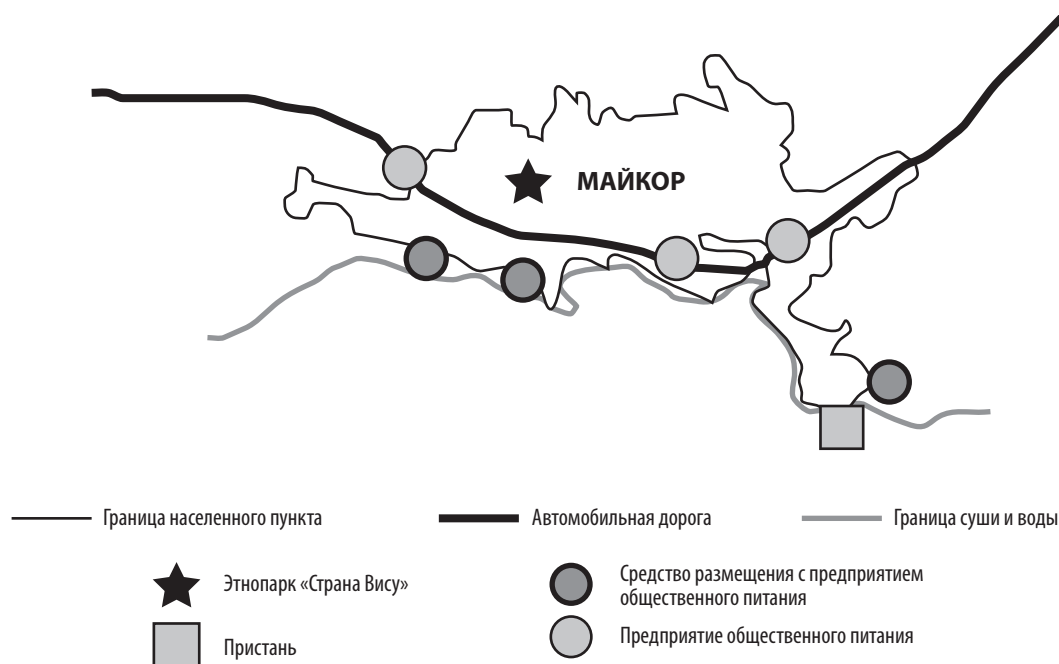 МАЙКОР
Граница населенного пункта
Автомобильная дорога
Граница суши и воды
Этнопарк «Страна Вису»
Средство размещения с предприятием
общественного питания
Пристань
Предприятие общественного питания